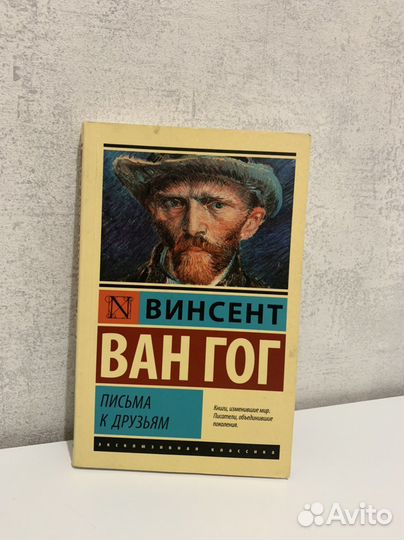 N
ВИНСЕНТ
ВАН ГОГ
ПИСЬМА
К ДРУЗЬЯМ
Книги, изменившие мир.
Писатели, объединившие
поколения.
ЭКСКЛЮЗИВНАЯ КЛАССИКА
Avito